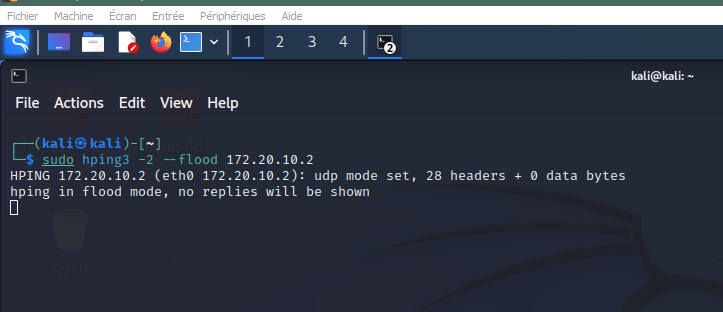 Fichier Machine Écran Entrée Périphériques Aide
1 2 3 4 2
kali@kali: ~
File Actions Edit View Help
┌──(kali㉿kali)-[~]
└─$ sudo hping3 -2 --flood 172.20.10.2
HPING 172.20.10.2 (eth0 172.20.10.2): udp mode set, 28 headers + 0 data bytes
hping in flood mode, no replies will be shown
Trash